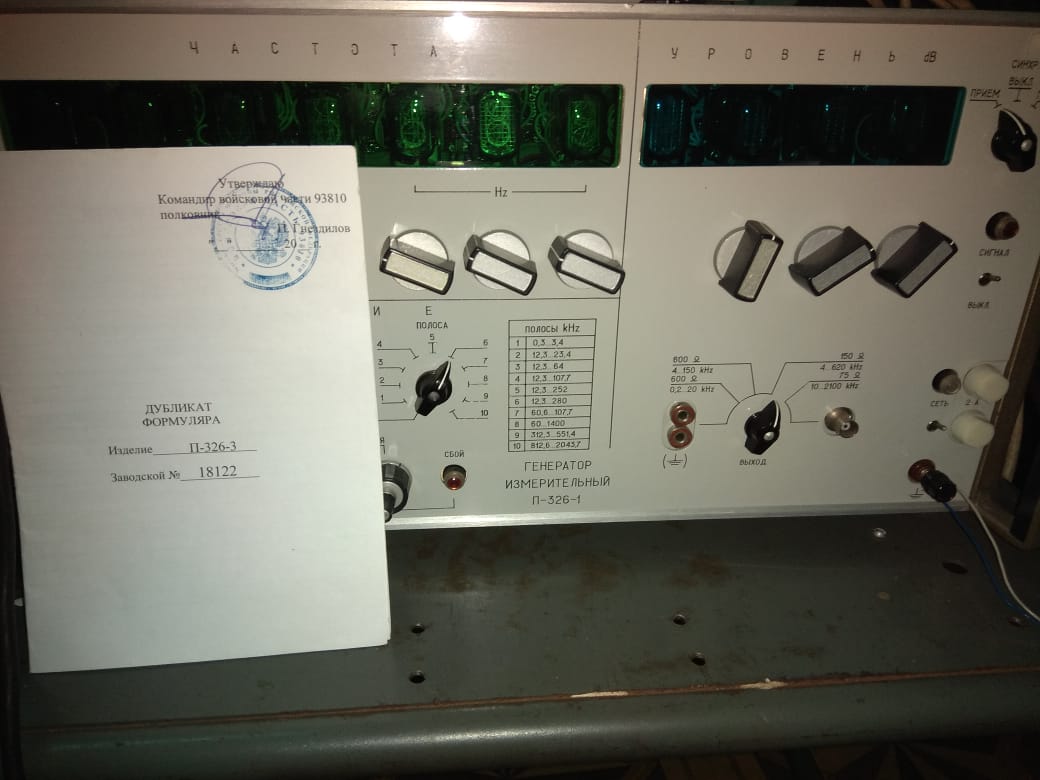 ЧАСТОТА
УРОВЕНЬ dB
ВЫКЛ
ПРИЕМ
Hz
СИГНАЛ
ВЫКЛ.
Утверждаю
Командир войсковой части 93810
полковник
П. Гнездилов
20 г.
ДУБЛИКАТ
ФОРМУЛЯРА
Изделие П-326-3
Заводской № 18122
И Е
ПОЛОСА
1
2
3
4
5
6
7
8
9
10
ПОЛОСЫ kHz
1 0,3...3,4
2 12,3...23,4
3 12,3...64
4 12,3...107,7
5 12,3...252
6 12,3...280
7 60,6...107,7
8 60...1400
9 312,3...551,4
10 812,6...2043,7
СБОЙ
ГЕНЕРАТОР
ИЗМЕРИТЕЛЬНЫЙ
П-326-1
600 Ω
4...150 kHz
600 Ω
0,2...20 kHz
150 Ω
4...620 kHz
75 Ω
10...2100 kHz
ВЫХОД
СЕТЬ 2 А